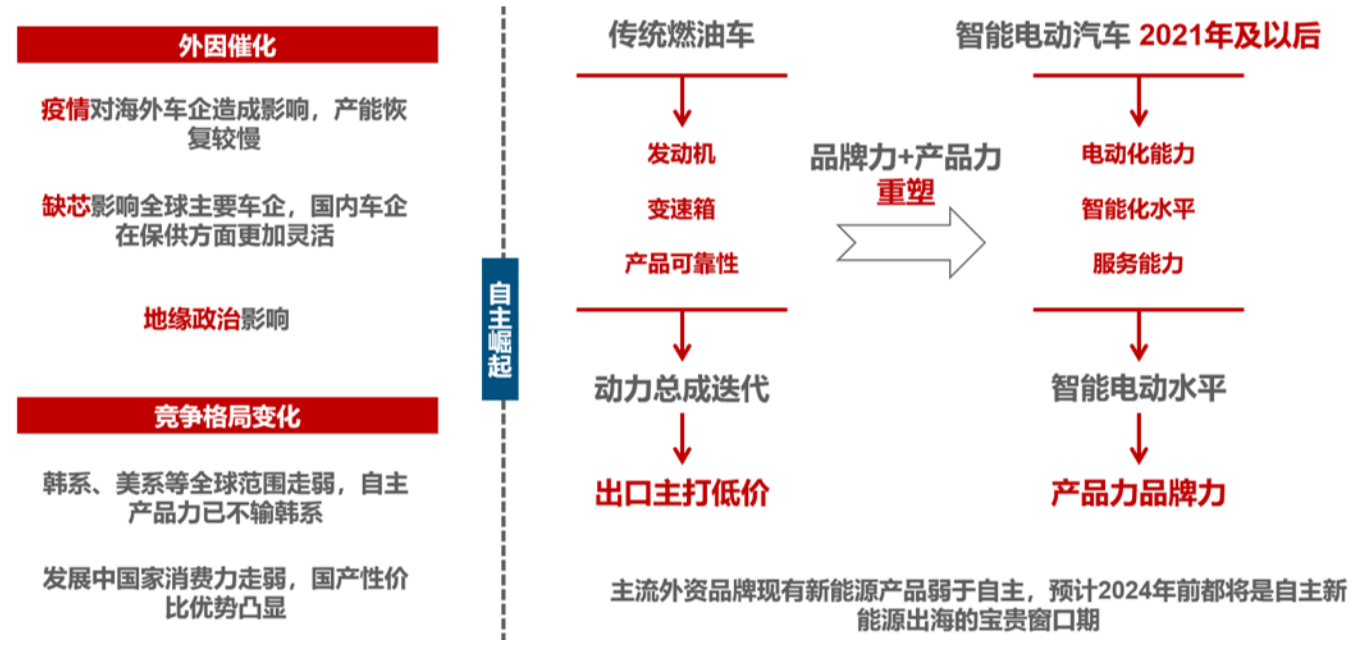 外因催化
疫情对海外车企造成影响，产能恢
复较慢
缺芯影响全球主要车企，国内车企
在保供方面更加灵活
地缘政治影响
竞争格局变化
韩系、美系等全球范围走弱，自主
产品力已不输韩系
发展中国家消费力走弱，国产性价
比优势凸显
自主崛起
传统燃油车
发动机
变速箱
产品可靠性
动力总成迭代
出口主打低价
品牌力+产品力
重塑
智能电动汽车 2021年及以后
电动化能力
智能化水平
服务能力
智能电动水平
产品力品牌力
主流外资品牌现有新能源产品弱于自主，预计2024年前都将是自主新
能源出海的宝贵窗口期